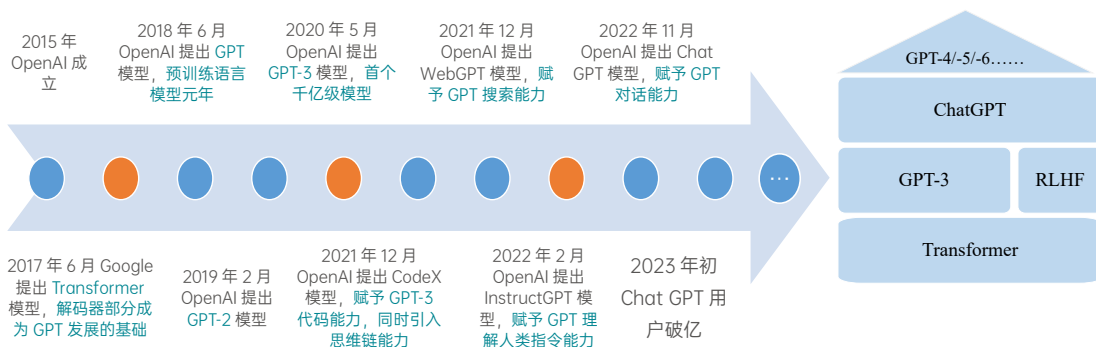 2015 年
OpenAI 成
立
2018 年 6 月
OpenAI 提出 GPT
模型，预训练语言
模型元年
2020 年 5 月
OpenAI 提出
GPT-3 模型，首个
千亿级模型
2021 年 12 月
OpenAI 提出
WebGPT 模型，赋
予 GPT 搜索能力
2022 年 11 月
OpenAI 提出 Chat
GPT 模型，赋予 GPT
对话能力
…
2017 年 6 月 Google
提出 Transformer
模型，解码器部分成
为 GPT 发展的基础
2019 年 2 月
OpenAI 提出
GPT-2 模型
2021 年 12 月
OpenAI 提出 CodeX
模型，赋予 GPT-3
代码能力，同时引入
思维链能力
2022 年 2 月
OpenAI 提出
InstructGPT 模
型，赋予 GPT 理
解人类指令能力
2023 年初
Chat GPT 用
户破亿
GPT-4/-5/-6……
ChatGPT
GPT-3
RLHF
Transformer